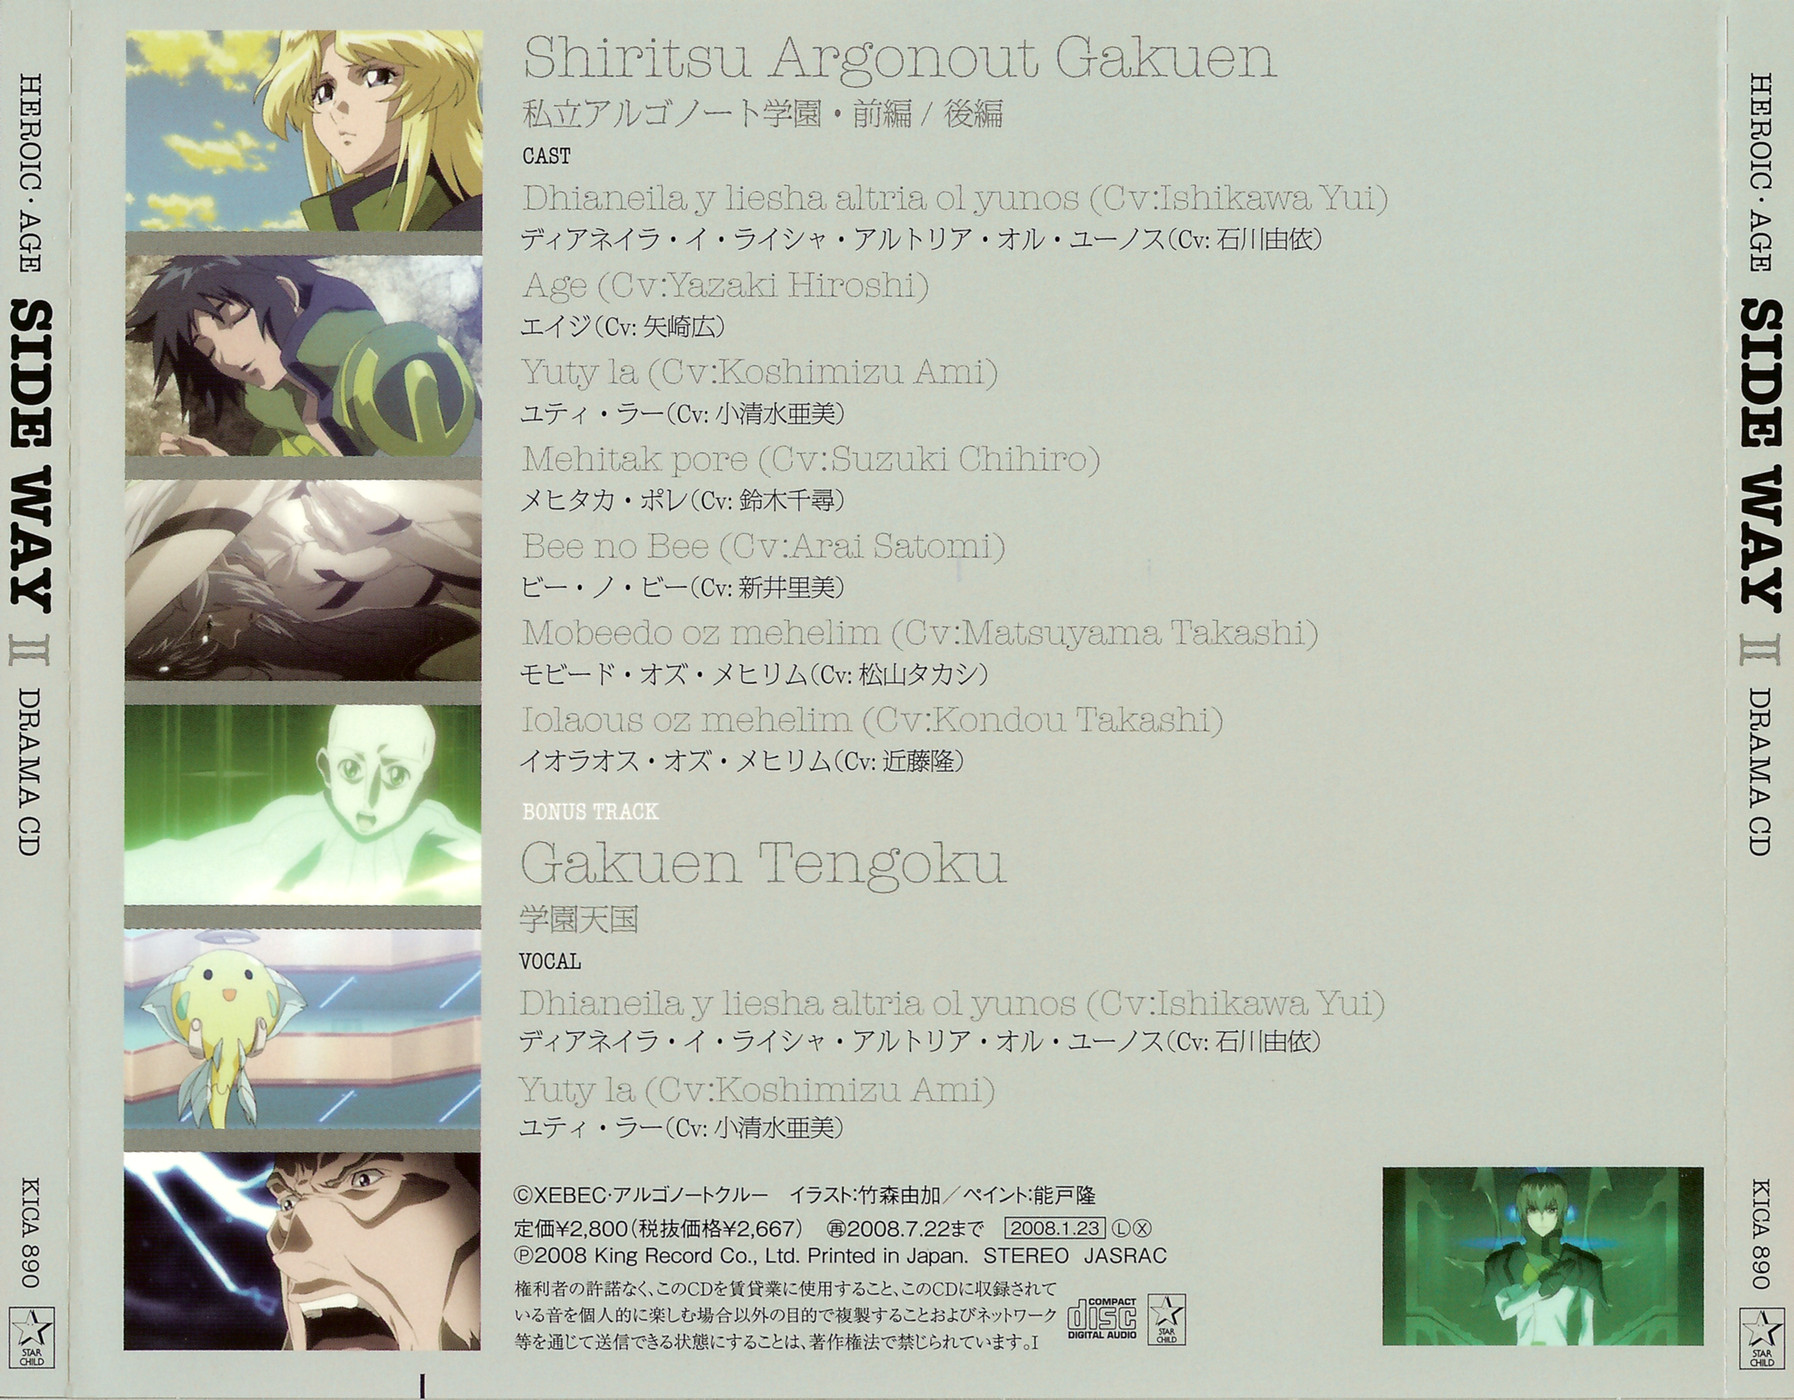 HEROIC・AGE SIDE WAY II DRAMA CD
KICA 890
STAR
CHILD
Shiritsu Argonout Gakuen
私立アルゴノート学園・前編 / 後編
CAST
Dhianeila y liesha altria ol yunos (Cv:Ishikawa Yui)
ディアネイラ・イ・ライシャ・アルトリア・オル・ユーノス(Cv: 石川由依)
Age (Cv:Yazaki Hiroshi)
エイジ(Cv: 矢崎広)
Yuty la (Cv:Koshimizu Ami)
ユティ・ラー(Cv: 小清水亜美)
Mehitak pore (Cv:Suzuki Chihiro)
メヒタカ・ポレ(Cv: 鈴木千尋)
Bee no Bee (Cv:Arai Satomi)
ビー・ノ・ビー(Cv: 新井里美)
Mobeedo oz mehelim (Cv:Matsuyama Takashi)
モビード・オズ・メヒリム(Cv: 松山タカシ)
Iolaous oz mehelim (Cv:Kondou Takashi)
イオラオス・オズ・メヒリム(Cv: 近藤隆)
BONUS TRACK
Gakuen Tengoku
学園天国
VOCAL
Dhianeila y liesha altria ol yunos (Cv:Ishikawa Yui)
ディアネイラ・イ・ライシャ・アルトリア・オル・ユーノス(Cv: 石川由依)
Yuty la (Cv:Koshimizu Ami)
ユティ・ラー(Cv: 小清水亜美)
©XEBEC・アルゴノートクルー　イラスト:竹森由加／ペイント:能戸隆
定価¥2,800(税抜価格¥2,667)　㊢2008.7.22まで　2008.1.23 ⓁⓍ
Ⓟ2008 King Record Co., Ltd. Printed in Japan. STEREO JASRAC
権利者の許諾なく、このCDを賃貸業に使用すること、このCDに収録されて
いる音を個人的に楽しむ場合以外の目的で複製することおよびネットワーク
等を通じて送信できる状態にすることは、著作権法で禁じられています。I
COMPACT
disc
DIGITAL AUDIO
STAR
CHILD
HEROIC・AGE SIDE WAY II DRAMA CD
KICA 890
STAR
CHILD